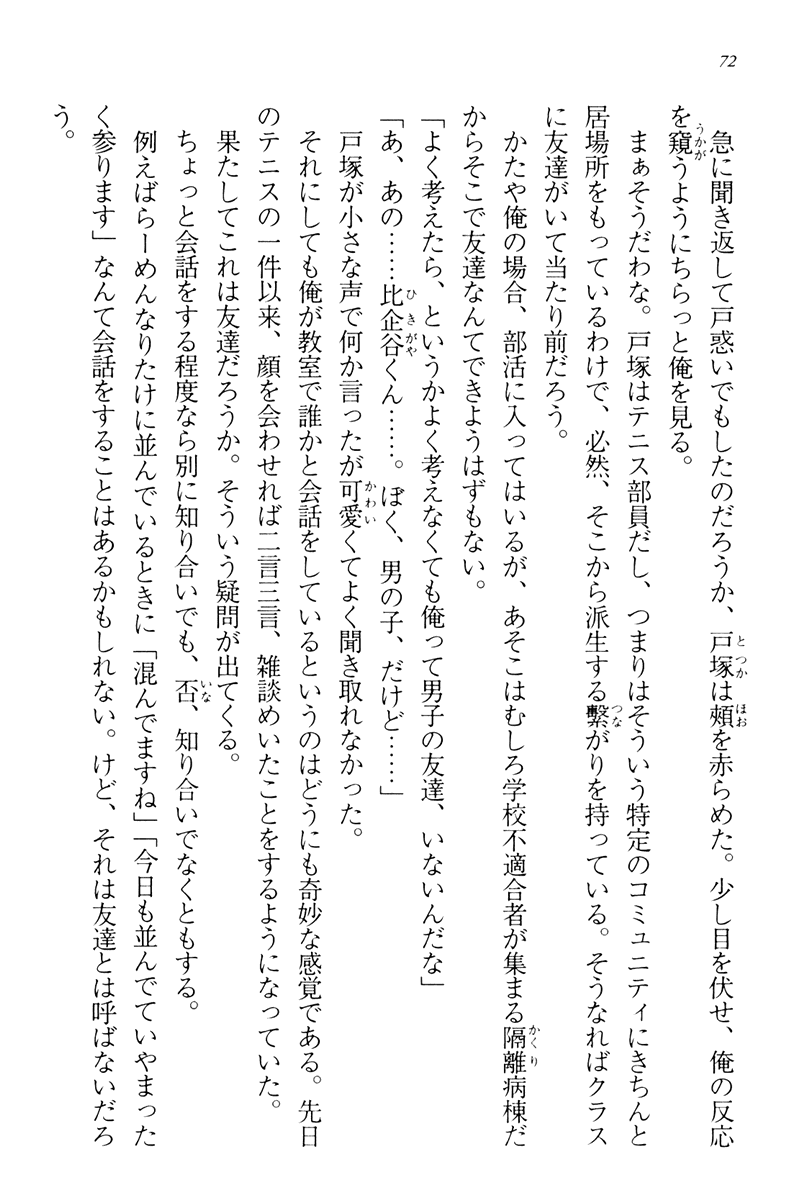 72
急に聞き返して戸惑いでもしたのだろうか、戸塚は頬を赤らめた。少し目を伏せ、俺の反応
を窺うようにちらっと俺を見る。
まぁそうだわな。戸塚はテニス部員だし、つまりはそういう特定のコミュニティにきちんと
居場所をもっているわけで、必然、そこから派生する繫がりを持っている。そうなればクラス
に友達がいて当たり前だろう。
かたや俺の場合、部活に入ってはいるが、あそこはむしろ学校不適合者が集まる隔離病棟だ
からそこで友達なんてできようはずもない。
「よく考えたら、というかよく考えなくても俺って男子の友達、いないんだな」
「あ、あの……比企谷くん……。ぼく、男の子、だけど……」
戸塚が小さな声で何か言ったが可愛くてよく聞き取れなかった。
それにしても俺が教室で誰かと会話をしているというのはどうにも奇妙な感覚である。先日
のテニスの一件以来、顔を会わせれば二言三言、雑談めいたことをするようになっていた。
果たしてこれは友達だろうか。そういう疑問が出てくる。
ちょっと会話をする程度なら別に知り合いでも、否、知り合いでなくともする。
例えばらーめんなりたけに並んでいるときに「混んでますね」「今日も並んでていやまった
く参ります」なんて会話をすることはあるかもしれない。けど、それは友達とは呼ばないだろ
う。